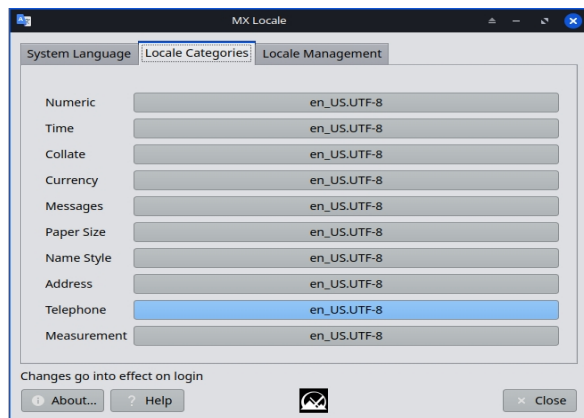 MX Locale
System Language Locale Categories Locale Management
Numeric en_US.UTF-8
Time en_US.UTF-8
Collate en_US.UTF-8
Currency en_US.UTF-8
Messages en_US.UTF-8
Paper Size en_US.UTF-8
Name Style en_US.UTF-8
Address en_US.UTF-8
Telephone en_US.UTF-8
Measurement en_US.UTF-8
Changes go into effect on login
About... ? Help Close